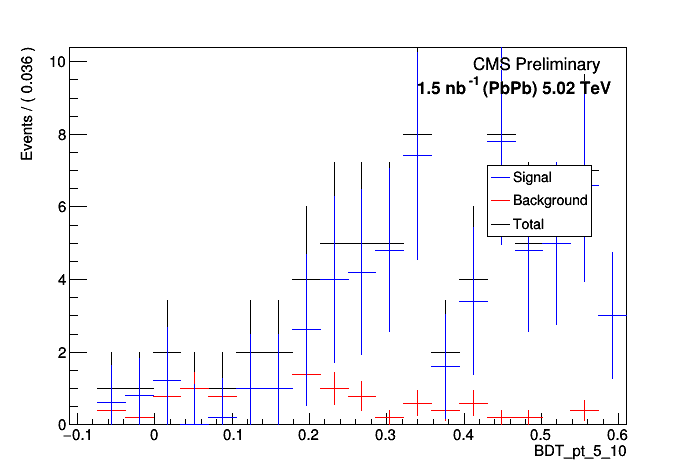 CMS Preliminary
1.5 nb⁻¹ (PbPb) 5.02 TeV
Events / ( 0.036 )
10
8
6
4
2
0
Signal
Background
Total
−0.1 0 0.1 0.2 0.3 0.4 0.5 0.6
BDT_pt_5_10